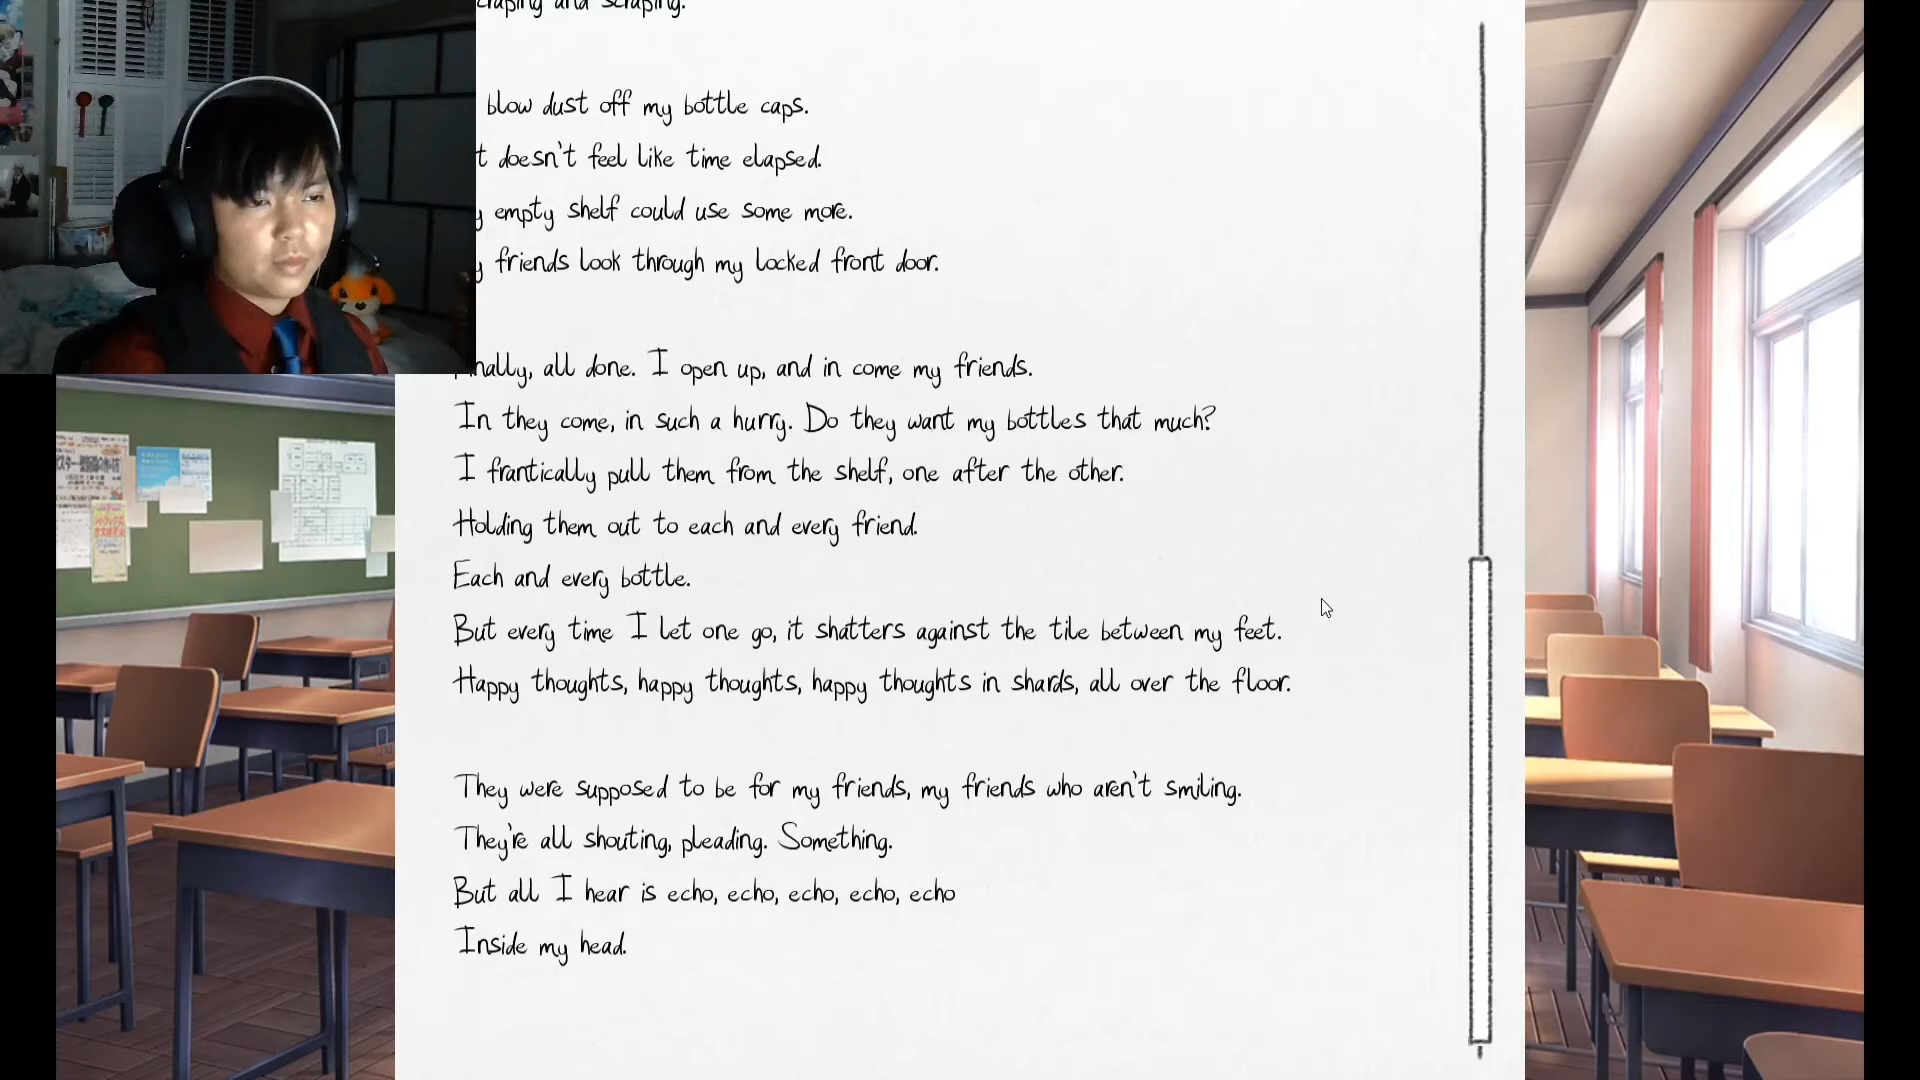 scraping and scraping.
blow dust off my bottle caps.
t doesn't feel like time elapsed.
y empty shelf could use some more.
y friends look through my locked front door.
inally, all done. I open up, and in come my friends.
In they come, in such a hurry. Do they want my bottles that much?
I frantically pull them from the shelf, one after the other.
Holding them out to each and every friend.
Each and every bottle.
But every time I let one go, it shatters against the tile between my feet.
Happy thoughts, happy thoughts, happy thoughts in shards, all over the floor.
They were supposed to be for my friends, my friends who aren't smiling.
They're all shouting, pleading. Something.
But all I hear is echo, echo, echo, echo, echo
Inside my head.